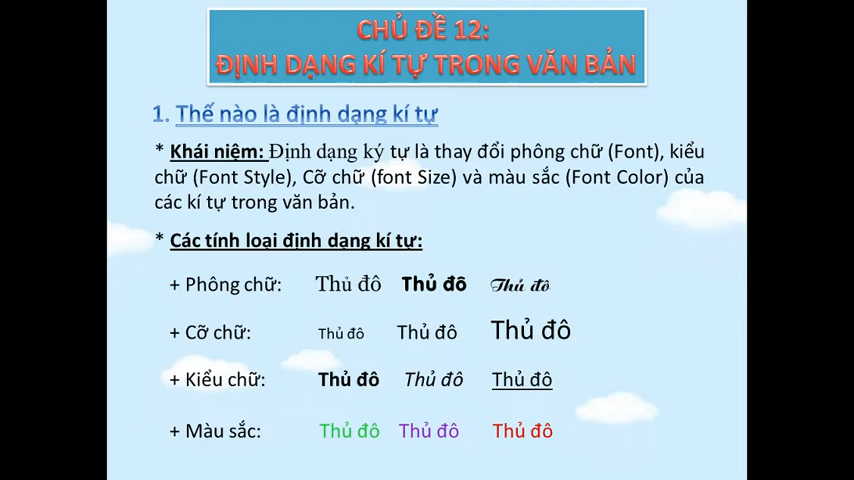 CHỦ ĐỀ 12:
ĐỊNH DẠNG KÍ TỰ TRONG VĂN BẢN
1. Thế nào là định dạng kí tự
* Khái niệm: Định dạng ký tự là thay đổi phông chữ (Font), kiểu
chữ (Font Style), Cỡ chữ (font Size) và màu sắc (Font Color) của
các kí tự trong văn bản.
* Các tính loại định dạng kí tự:
+ Phông chữ: Thủ đô Thủ đô Thủ đô
+ Cỡ chữ: Thủ đô Thủ đô Thủ đô
+ Kiểu chữ: Thủ đô Thủ đô Thủ đô
+ Màu sắc: Thủ đô Thủ đô Thủ đô